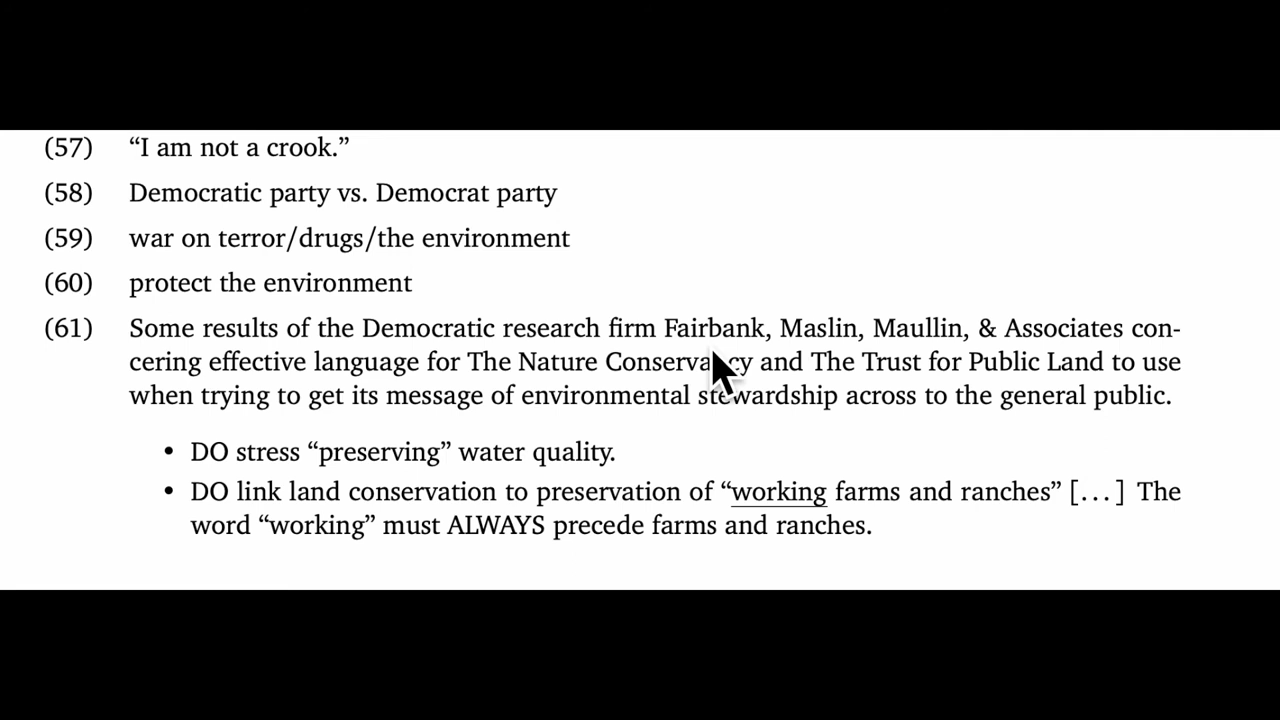 (57) “I am not a crook.”
(58) Democratic party vs. Democrat party
(59) war on terror/drugs/the environment
(60) protect the environment
(61) Some results of the Democratic research firm Fairbank, Maslin, Maullin, & Associates con-
cering effective language for The Nature Conservancy and The Trust for Public Land to use
when trying to get its message of environmental stewardship across to the general public.
• DO stress “preserving” water quality.
• DO link land conservation to preservation of “working farms and ranches” [...] The
word “working” must ALWAYS precede farms and ranches.